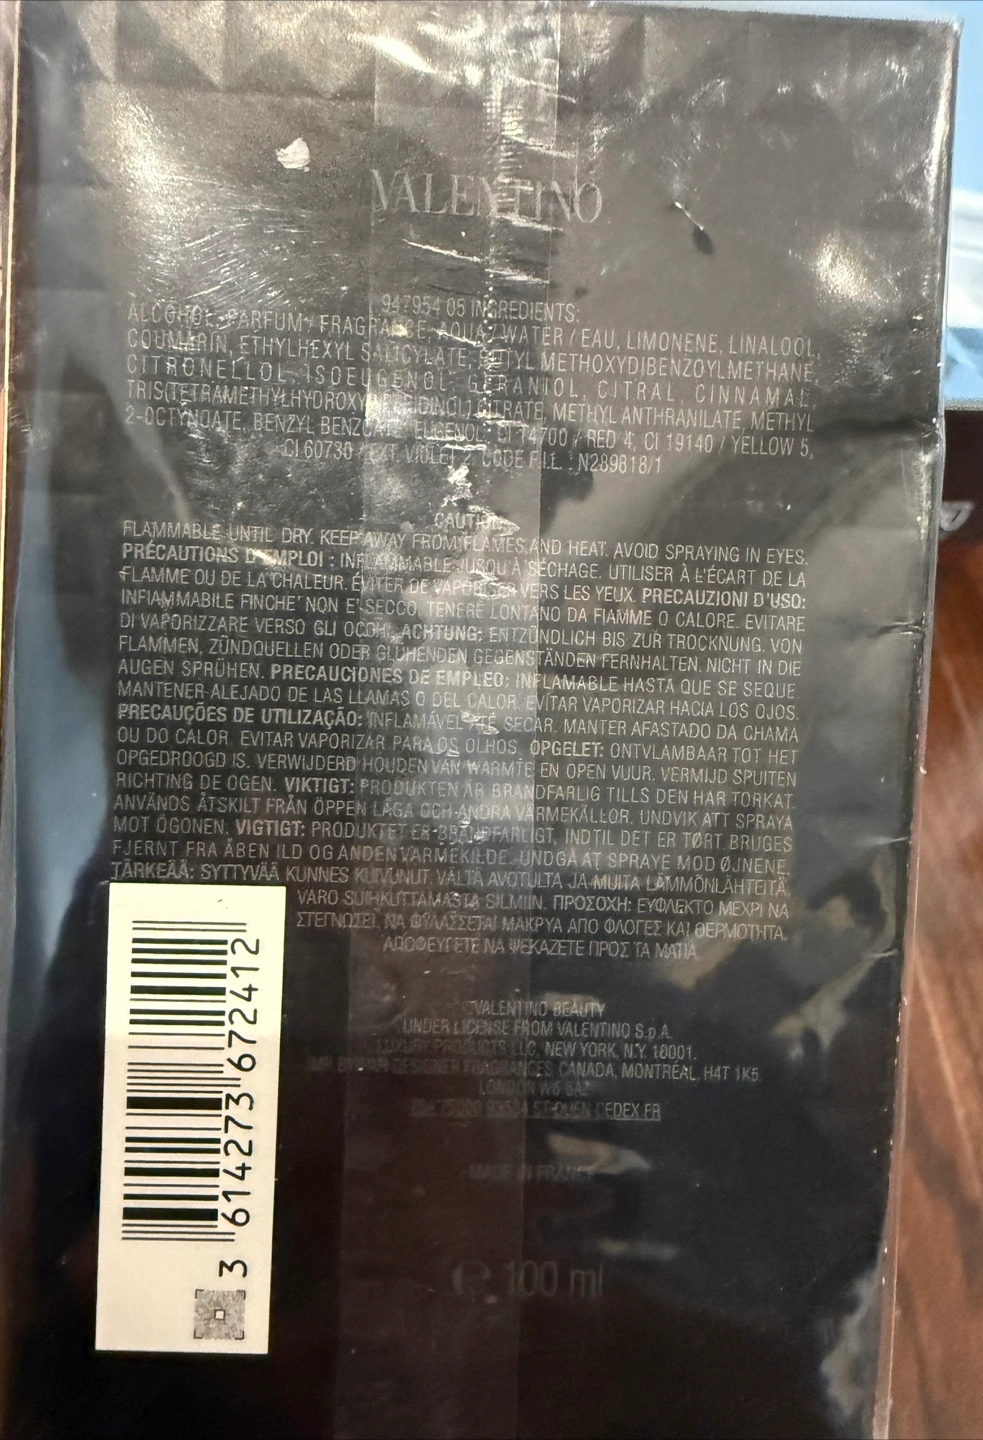 VALENTINO
947954 05 INGREDIENTS:
ALCOHOL, PARFUM / FRAGRANCE, AQUA / WATER / EAU, LIMONENE, LINALOOL,
COUMARIN, ETHYLHEXYL SALICYLATE, BUTYL METHOXYDIBENZOYLMETHANE,
CITRONELLOL, ISOEUGENOL, GERANIOL, CITRAL, CINNAMAL,
TRIS(TETRAMETHYLHYDROXYPIPERIDINOL) CITRATE, METHYL ANTHRANILATE, METHYL
2-OCTYNOATE, BENZYL BENZOATE, EUGENOL, CI 14700 / RED 4, CI 19140 / YELLOW 5,
CI 60730 / EXT. VIOLET 2. CODE F.I.L. : N289818/1
CAUTION:
FLAMMABLE UNTIL DRY. KEEP AWAY FROM FLAMES AND HEAT. AVOID SPRAYING IN EYES.
PRÉCAUTIONS D'EMPLOI : INFLAMMABLE JUSQU'À SÉCHAGE. UTILISER À L'ÉCART DE LA
FLAMME OU DE LA CHALEUR. ÉVITER DE VAPORISER VERS LES YEUX. PRECAUZIONI D'USO:
INFIAMMABILE FINCHE' NON E' SECCO. TENERE LONTANO DA FIAMME O CALORE. EVITARE
DI VAPORIZZARE VERSO GLI OCCHI. ACHTUNG: ENTZÜNDLICH BIS ZUR TROCKNUNG. VON
FLAMMEN, ZÜNDQUELLEN ODER GLÜHENDEN GEGENSTÄNDEN FERNHALTEN. NICHT IN DIE
AUGEN SPRÜHEN. PRECAUCIONES DE EMPLEO: INFLAMABLE HASTA QUE SE SEQUE.
MANTENER ALEJADO DE LAS LLAMAS O DEL CALOR. EVITAR VAPORIZAR HACIA LOS OJOS.
PRECAUÇÕES DE UTILIZAÇÃO: INFLAMÁVEL ATÉ SECAR. MANTER AFASTADO DA CHAMA
OU DO CALOR. EVITAR VAPORIZAR PARA OS OLHOS. OPGELET: ONTVLAMBAAR TOT HET
OPGEDROOGD IS. VERWIJDERD HOUDEN VAN WARMTE EN OPEN VUUR. VERMIJD SPUITEN
RICHTING DE OGEN. VIKTIGT: PRODUKTEN ÄR BRANDFARLIG TILLS DEN HAR TORKAT.
ANVÄNDS ÅTSKILT FRÅN ÖPPEN LÅGA OCH ANDRA VÄRMEKÄLLOR. UNDVIK ATT SPRAYA
MOT ÖGONEN. VIGTIGT: PRODUKTET ER BRANDFARLIGT, INDTIL DET ER TØRT. BRUGES
FJERNT FRA ÅBEN ILD OG ANDEN VARMEKILDE. UNDGÅ AT SPRAYE MOD ØJNENE.
TÄRKEÄÄ: SYTTYVÄÄ KUNNES KUIVUNUT. VÄLTÄ AVOTULTA JA MUITA LÄMMÖNLÄHTEITÄ.
VARO SUIHKUTTAMASTA SILMIIN. ΠΡΟΣΟΧΗ: ΕΥΦΛΕΚΤΟ ΜΕΧΡΙ ΝΑ
ΣΤΕΓΝΩΣΕΙ. ΝΑ ΦΥΛΑΣΣΕΤΑΙ ΜΑΚΡΥΑ ΑΠΟ ΦΛΟΓΕΣ ΚΑΙ ΘΕΡΜΟΤΗΤΑ.
ΑΠΟΦΕΥΓΕΤΕ ΝΑ ΨΕΚΑΖΕΤΕ ΠΡΟΣ ΤΑ ΜΑΤΙΑ.
VALENTINO BEAUTY
UNDER LICENSE FROM VALENTINO S.p.A.
LUXURY PRODUCTS LLC, NEW YORK, N.Y. 10001.
DESIGNER FRAGRANCES, CANADA, MONTRÉAL, H4T 1K5.
LONDON W6 8AZ
93584 ST-OUEN CEDEX FR
MADE IN FRANCE
℮ 100 ml
3 614273 672412